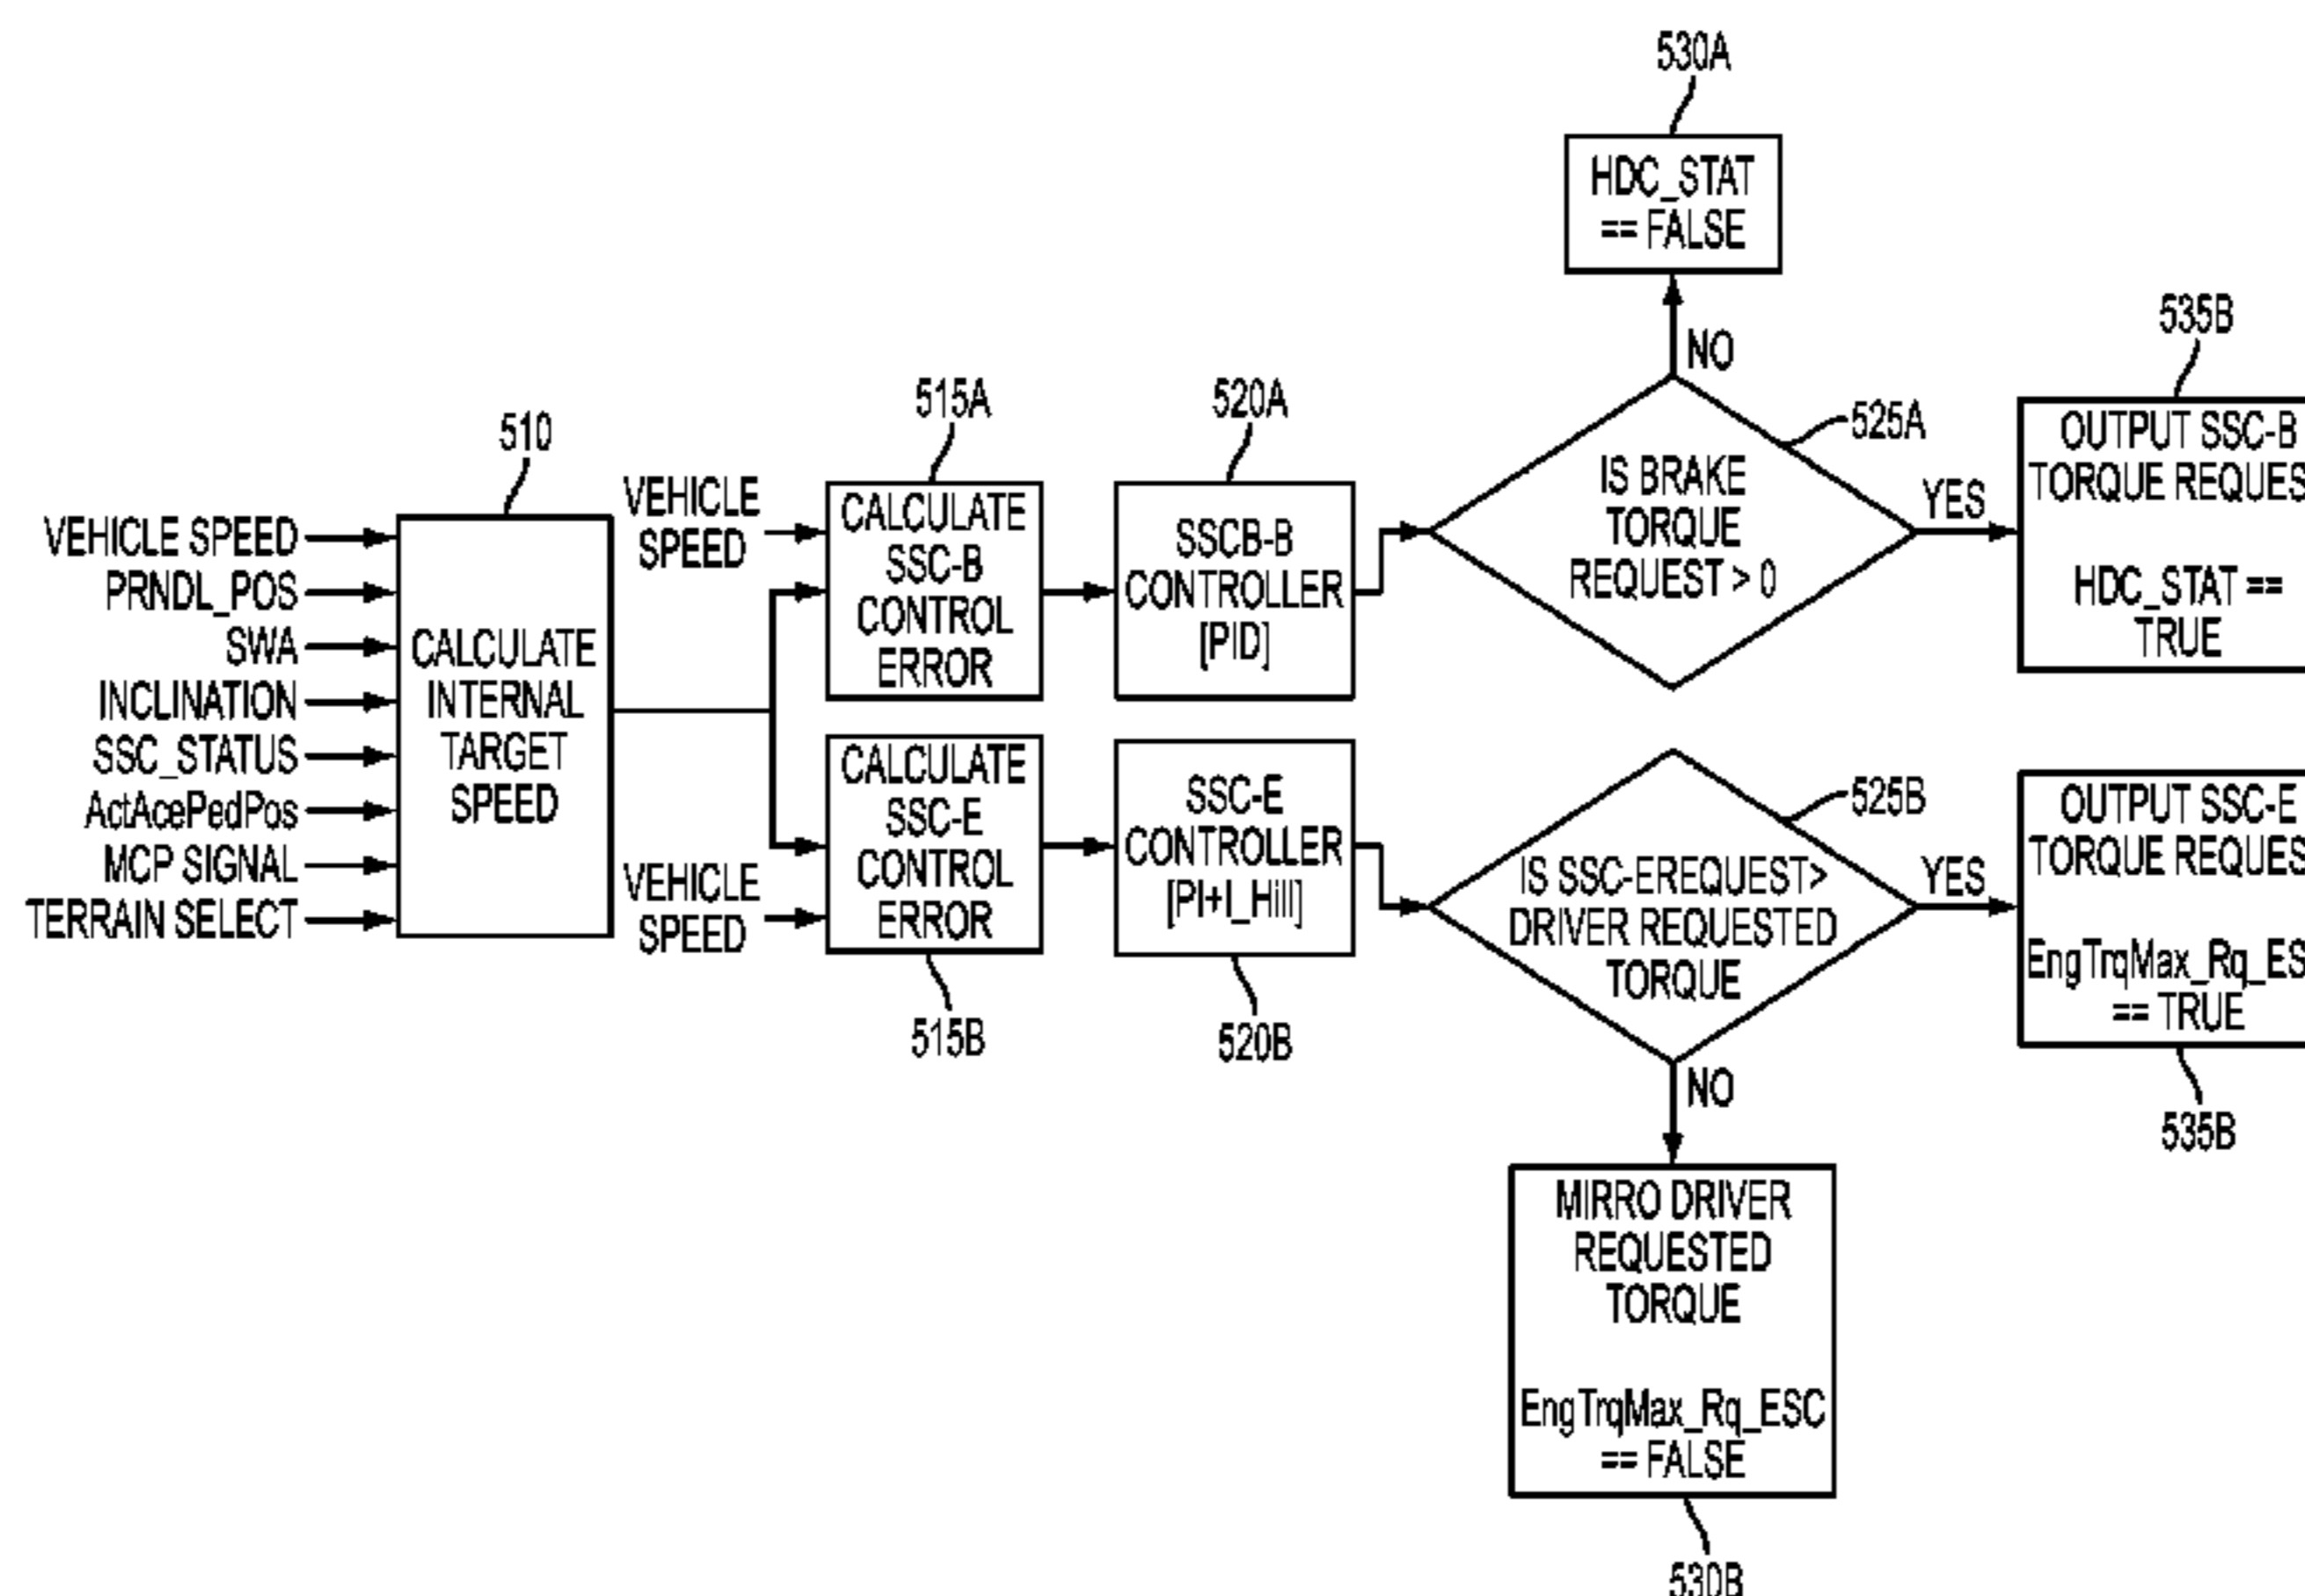 530A
HDC_STAT
== FALSE
NO
535B
OUTPUT SSC-B
TORQUE REQUES
HDC_STAT ==
TRUE
515A
520A
525A
510
VEHICLE
SPEED
CALCULATE
SSC-B
CONTROL
ERROR
SSCB-B
CONTROLLER
[PID]
IS BRAKE
TORQUE
REQUEST > 0
YES
VEHICLE SPEED
PRNDL_POS
SWA
INCLINATION
SSC_STATUS
ActAcePedPos
MCP SIGNAL
TERRAIN SELECT
CALCULATE
INTERNAL
TARGET
SPEED
VEHICLE
SPEED
CALCULATE
SSC-E
CONTROL
ERROR
SSC-E
CONTROLLER
[PI+I_Hill]
525B
IS SSC-EREQUEST>
DRIVER REQUESTED
TORQUE
YES
OUTPUT SSC-E
TORQUE REQUES
EngTrqMax_Rq_ES
== TRUE
515B
520B
NO
535B
MIRRO DRIVER
REQUESTED
TORQUE
EngTrqMax_Rq_ESC
== FALSE
530B